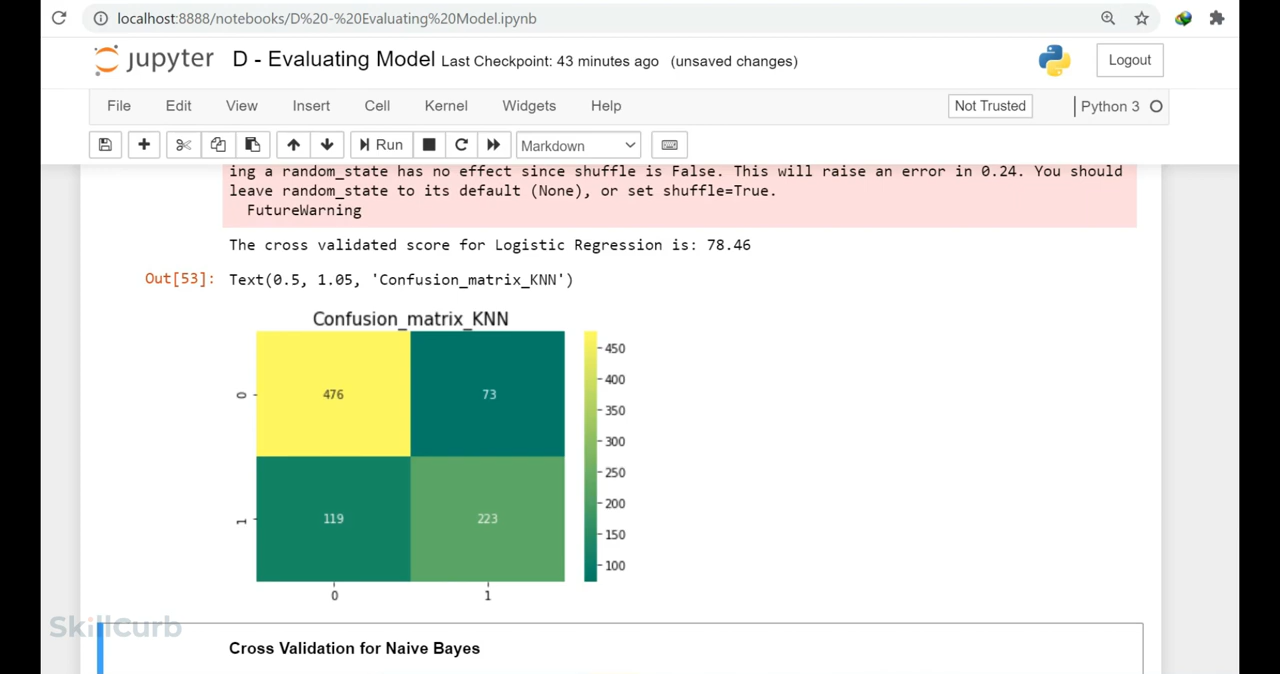 localhost:8888/notebooks/D%20-%20Evaluating%20Model.ipynb
jupyter D - Evaluating Model Last Checkpoint: 43 minutes ago (unsaved changes) Logout
File Edit View Insert Cell Kernel Widgets Help Not Trusted Python 3
Run Markdown
ing a random_state has no effect since shuffle is False. This will raise an error in 0.24. You should
leave random_state to its default (None), or set shuffle=True.
FutureWarning
The cross validated score for Logistic Regression is: 78.46
Out[53]: Text(0.5, 1.05, 'Confusion_matrix_KNN')
Confusion_matrix_KNN
450
400
0 476 73
350
300
250
200
1 119 223
150
100
0 1
SkillCurb
Cross Validation for Naive Bayes